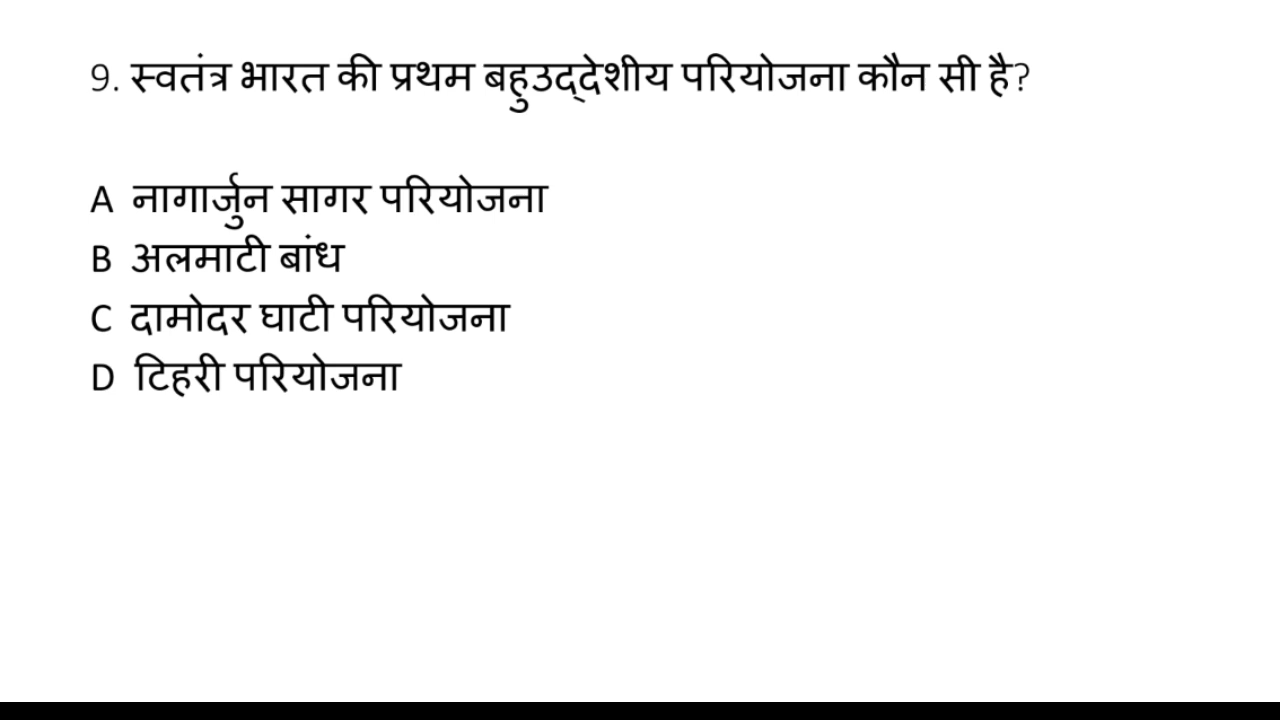 9. स्वतंत्र भारत की प्रथम बहुउद्देशीय परियोजना कौन सी है?
A नागार्जुन सागर परियोजना
B अलमाटी बांध
C दामोदर घाटी परियोजना
D टिहरी परियोजना